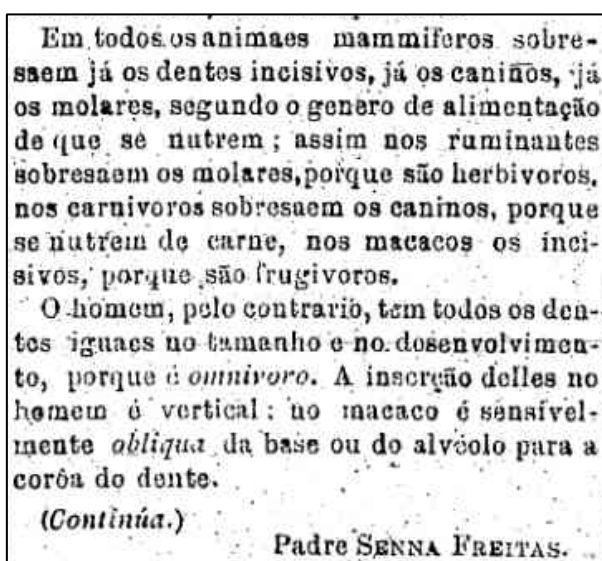 Em todos os animaes mammiferos sobre-
saem já os dentes incisivos, já os caninos, já
os molares, segundo o genero de alimentação
de que se nutrem ; assim nos ruminantes
sobresaem os molares, porque são herbivoros,
nos carnivoros sobresaem os caninos, porque
se nutrem de carne, nos macacos os inci-
sivos, porque são frugivoros.
O homem, pelo contrario, tem todos os den-
tes iguaes no tamanho e no desenvolvimen-
to, porque é omnivoro. A inserção delles no
homem é vertical : no macaco é sensivel-
mente obliqua da base ou do alvéolo para a
corôa do dente.
(Continúa.)
Padre SENNA FREITAS.